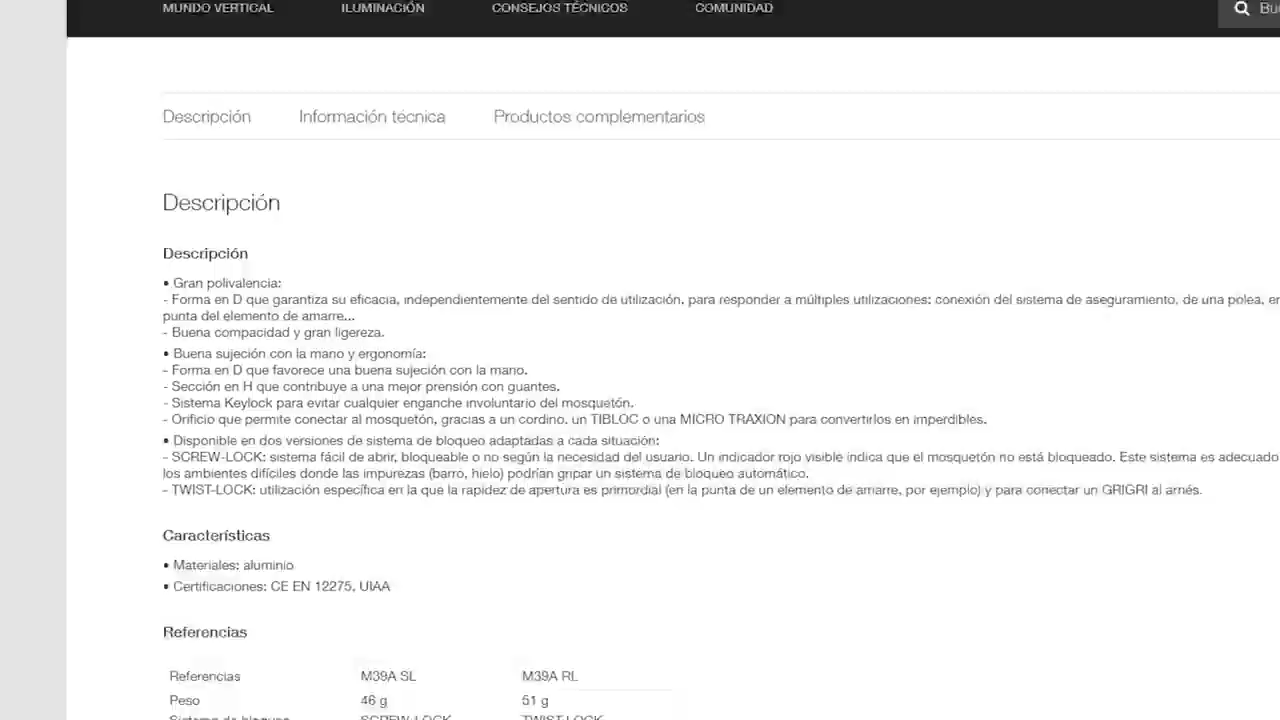 MUNDO VERTICAL ILUMINACIÓN CONSEJOS TÉCNICOS COMUNIDAD
Descripción Información técnica Productos complementarios
Descripción
Descripción
• Gran polivalencia:
- Forma en D que garantiza su eficacia, independientemente del sentido de utilización, para responder a múltiples utilizaciones: conexión del sistema de aseguramiento, de una polea, en
punta del elemento de amarre...
- Buena compacidad y gran ligereza.
• Buena sujeción con la mano y ergonomía:
- Forma en D que favorece una buena sujeción con la mano.
- Sección en H que contribuye a una mejor prensión con guantes.
- Sistema Keylock para evitar cualquier enganche involuntario del mosquetón.
- Orificio que permite conectar al mosquetón, gracias a un cordino, un TIBLOC o una MICRO TRAXION para convertirlos en imperdibles.
• Disponible en dos versiones de sistema de bloqueo adaptadas a cada situación:
- SCREW-LOCK: sistema fácil de abrir, bloqueable o no según la necesidad del usuario. Un indicador rojo visible indica que el mosquetón no está bloqueado. Este sistema es adecuado
los ambientes difíciles donde las impurezas (barro, hielo) podrían gripar un sistema de bloqueo automático.
- TWIST-LOCK: utilización específica en la que la rapidez de apertura es primordial (en la punta de un elemento de amarre, por ejemplo) y para conectar un GRIGRI al arnés.
Características
• Materiales: aluminio
• Certificaciones: CE EN 12275, UIAA
Referencias
Referencias M39A SL M39A RL
Peso 46 g 51 g
Sistema de bloqueo SCREW-LOCK TWIST-LOCK